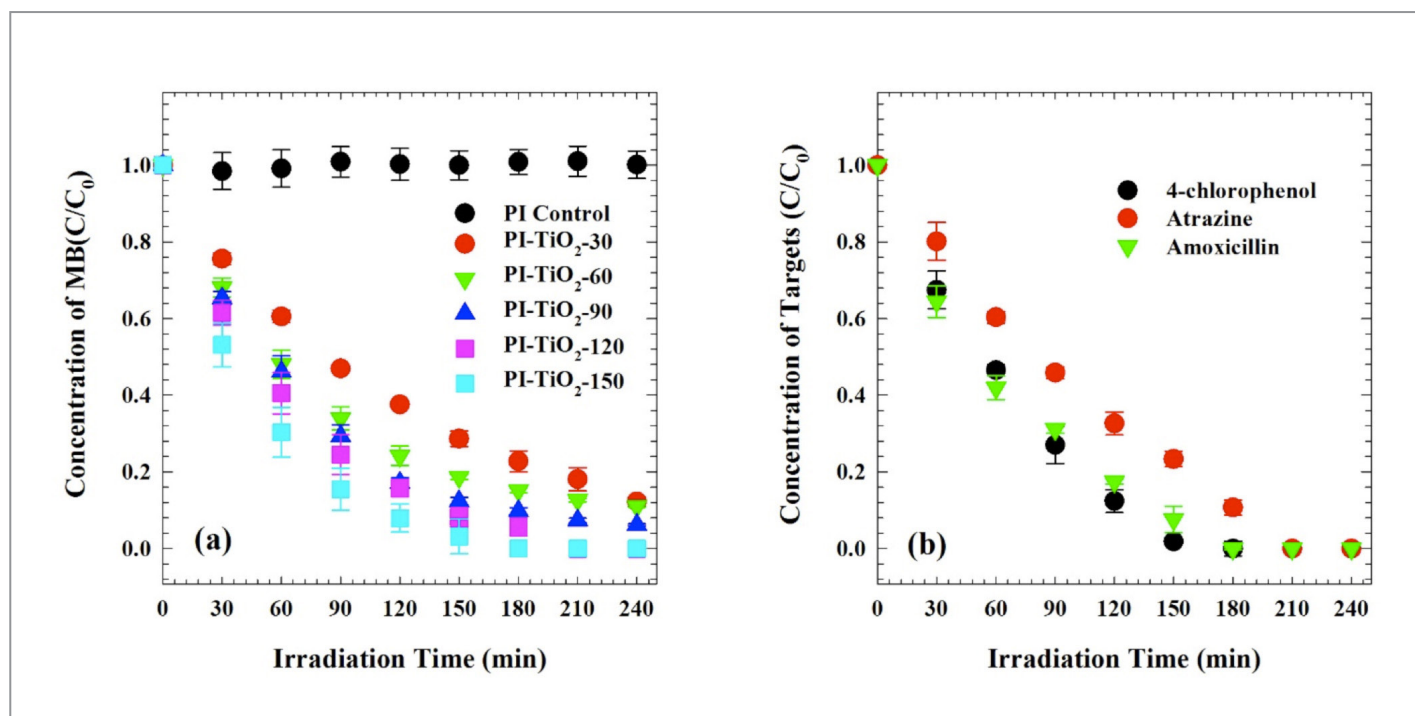 Concentration of MB(C/C₀)
1.0
0.8
0.6
0.4
0.2
0.0
PI Control
PI-TiO₂-30
PI-TiO₂-60
PI-TiO₂-90
PI-TiO₂-120
PI-TiO₂-150
(a)
0 30 60 90 120 150 180 210 240
Irradiation Time (min)
Concentration of Targets (C/C₀)
1.0
0.8
0.6
0.4
0.2
0.0
4-chlorophenol
Atrazine
Amoxicillin
(b)
0 30 60 90 120 150 180 210 240
Irradiation Time (min)